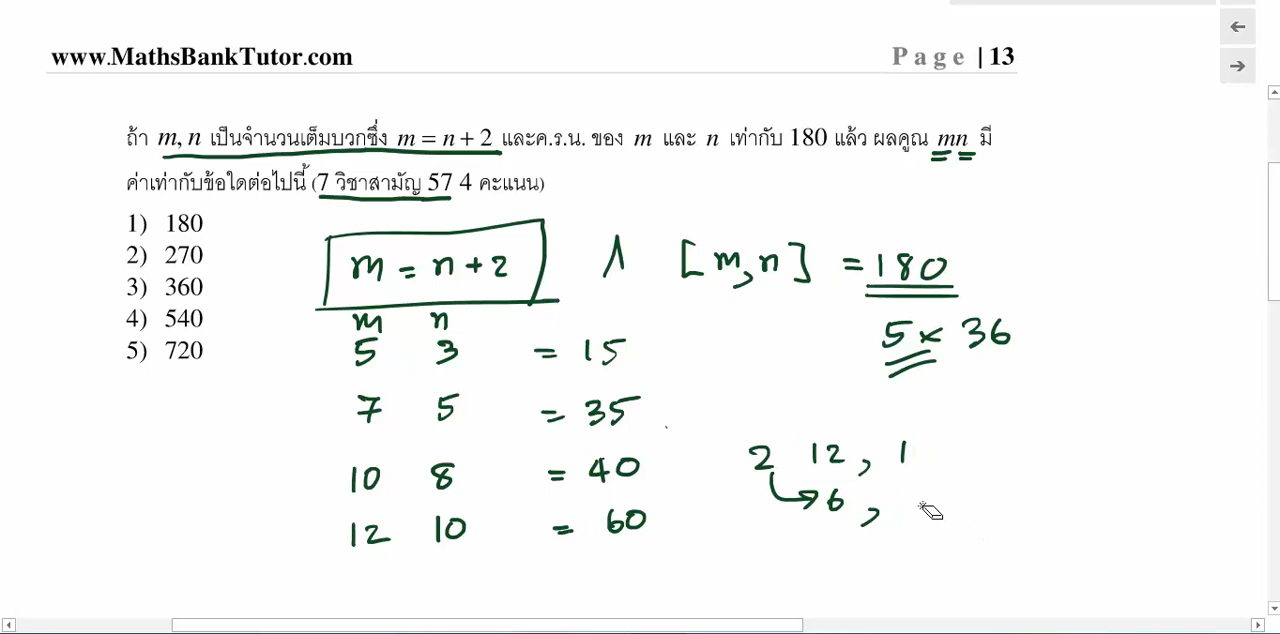 www.MathsBankTutor.com Page | 13
ถ้า m, n เป็นจำนวนเต็มบวกซึ่ง m = n + 2 และค.ร.น. ของ m และ n เท่ากับ 180 แล้ว ผลคูณ mn มี
ค่าเท่ากับข้อใดต่อไปนี้ (7 วิชาสามัญ 57 4 คะแนน)
1) 180
2) 270
3) 360
4) 540
5) 720
m = n + 2 ∧ [m, n] = 180
m n
5 × 36
5 3 = 15
7 5 = 35
2 12, 1
10 8 = 40
6,
12 10 = 60